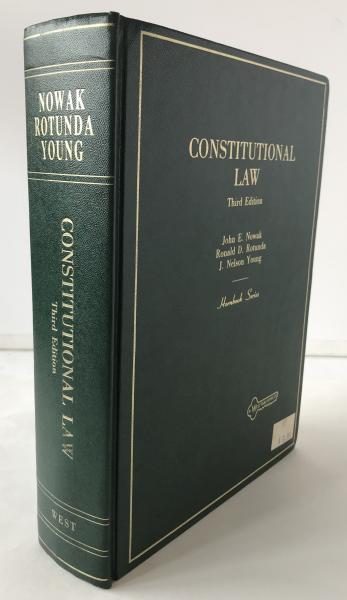 NOWAK
ROTUNDA
YOUNG
CONSTITUTIONAL LAW
Third Edition
WEST
CONSTITUTIONAL
LAW
Third Edition
John E. Nowak
Ronald D. Rotunda
J. Nelson Young
Hornbook Series